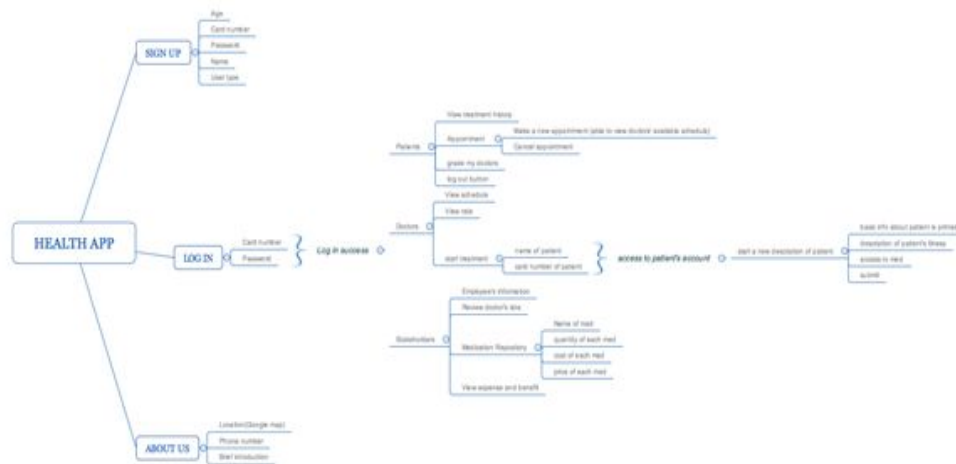 Age
Card number
Password
SIGN UP
Name
User type
View treatment history
Make a new appointment (able to view doctors' available schedule)
Appointment
Patients
Cancel appointment
grade my doctors
log out button
View schedule
View rate
Doctors
HEALTH APP
LOG IN
Card number
Password
Log in success
start treatment
name of patient
card number of patient
access to patient's account
start a new description of patient
basic info about patient is
description of patient's illness
access to med
submit
Employee's information
Review doctor's
Stakeholders
Medication Repository
Name of med
quantity of each med
cost of each med
price of each med
View expense and benefit
Location(Google map)
ABOUT US
Phone number
Brief introduction